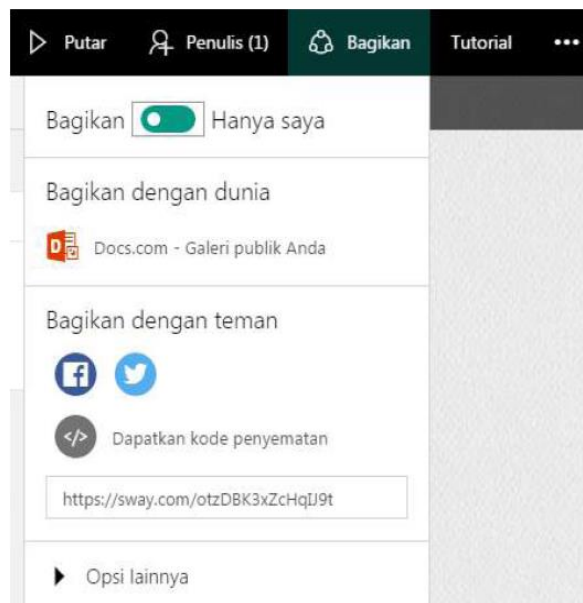 Putar Penulis (1) Bagikan Tutorial •••
Bagikan Hanya saya
Bagikan dengan dunia
Docs.com - Galeri publik Anda
Bagikan dengan teman
</> Dapatkan kode penyematan
https://sway.com/otzDBK3xZcHqIJ9t
Opsi lainnya